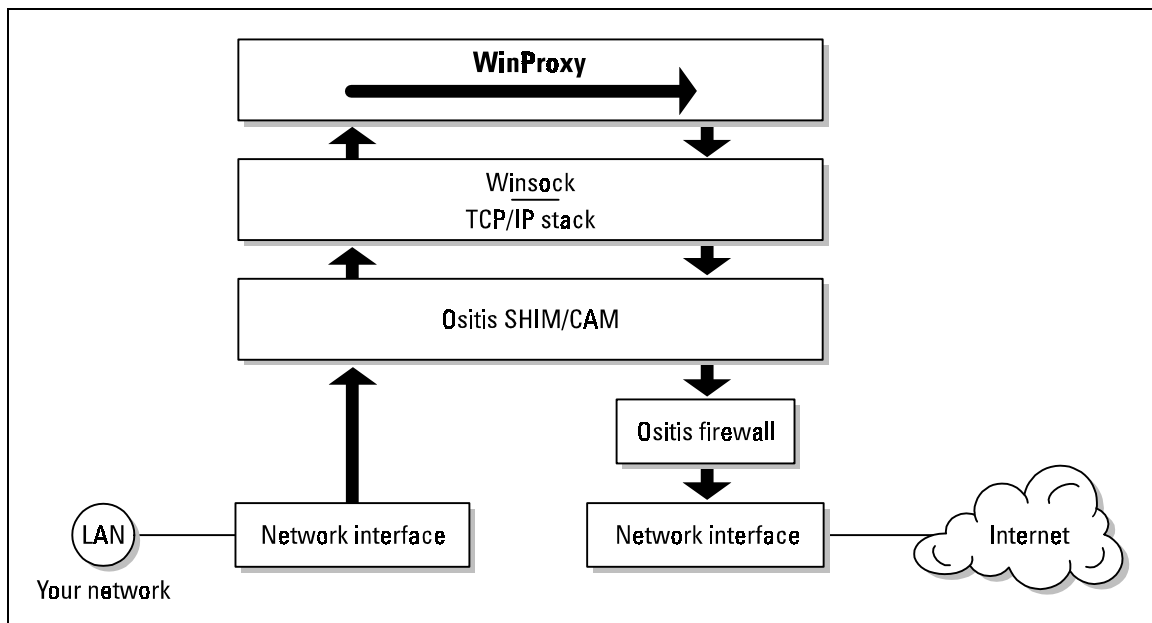 WinProxy
Winsock
TCP/IP stack
Ositis SHIM/CAM
Ositis firewall
LAN
Network interface
Network interface
Internet
Your network